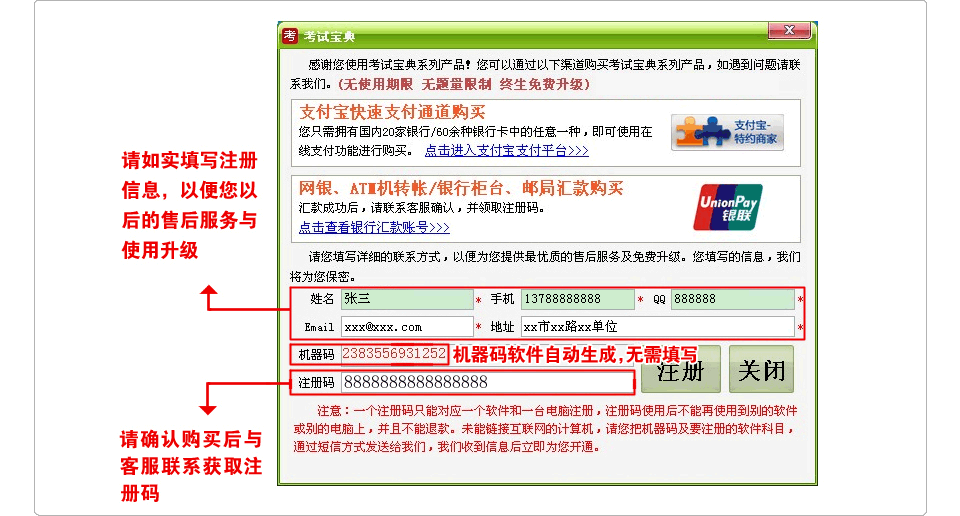 考 考试宝典
感谢您使用考试宝典系列产品！您可以通过以下渠道购买考试宝典系列产品，如遇到问题请联
系我们。(无使用期限 无题量限制 终生免费升级)
支付宝快速支付通道购买
您只需拥有国内20家银行/60余种银行卡中的任意一种，即可使用在
线支付功能进行购买。 点击进入支付宝支付平台>>>
支付宝-
特约商家
网银、ATM机转帐/银行柜台、邮局汇款购买
汇款成功后，请联系客服确认，并领取注册码。
点击查看银行汇款账号>>>
UnionPay
银联
请您填写详细的联系方式，以便为您提供最优质的售后服务及免费升级。您填写的信息，我们
将为您保密。
姓名 张三 * 手机 13788888888 * QQ 888888 *
Email xxx@xxx.com * 地址 xx市xx路xx单位 *
机器码 2383556931252 机器码软件自动生成,无需填写
注册码 8888888888888888
注册 关闭
注意：一个注册码只能对应一个软件和一台电脑注册，注册码使用后不能再使用到别的软件
或别的电脑上，并且不能退款。未能链接互联网的计算机，请您把机器码及要注册的软件科目，
通过短信方式发送给我们，我们收到信息后立即为您开通。
请如实填写注册
信息，以便您以
后的售后服务与
使用升级
请确认购买后与
客服联系获取注
册码